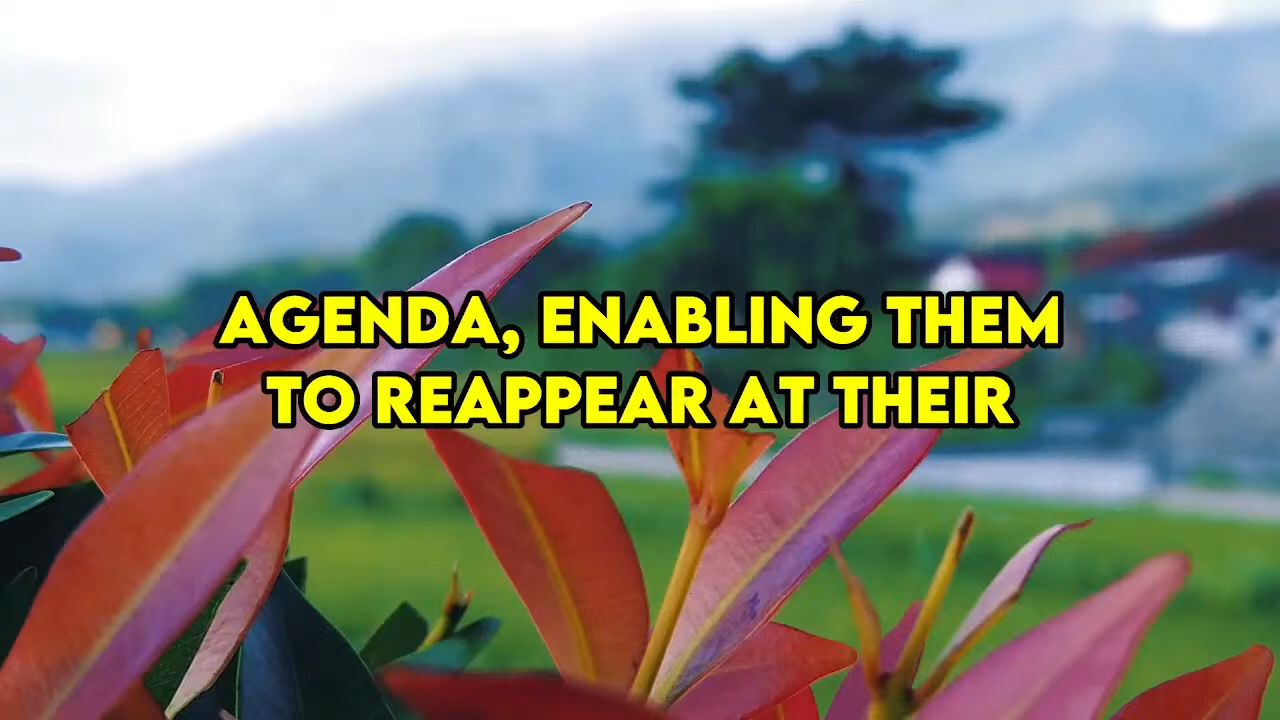 AGENDA, ENABLING THEM
TO REAPPEAR AT THEIR